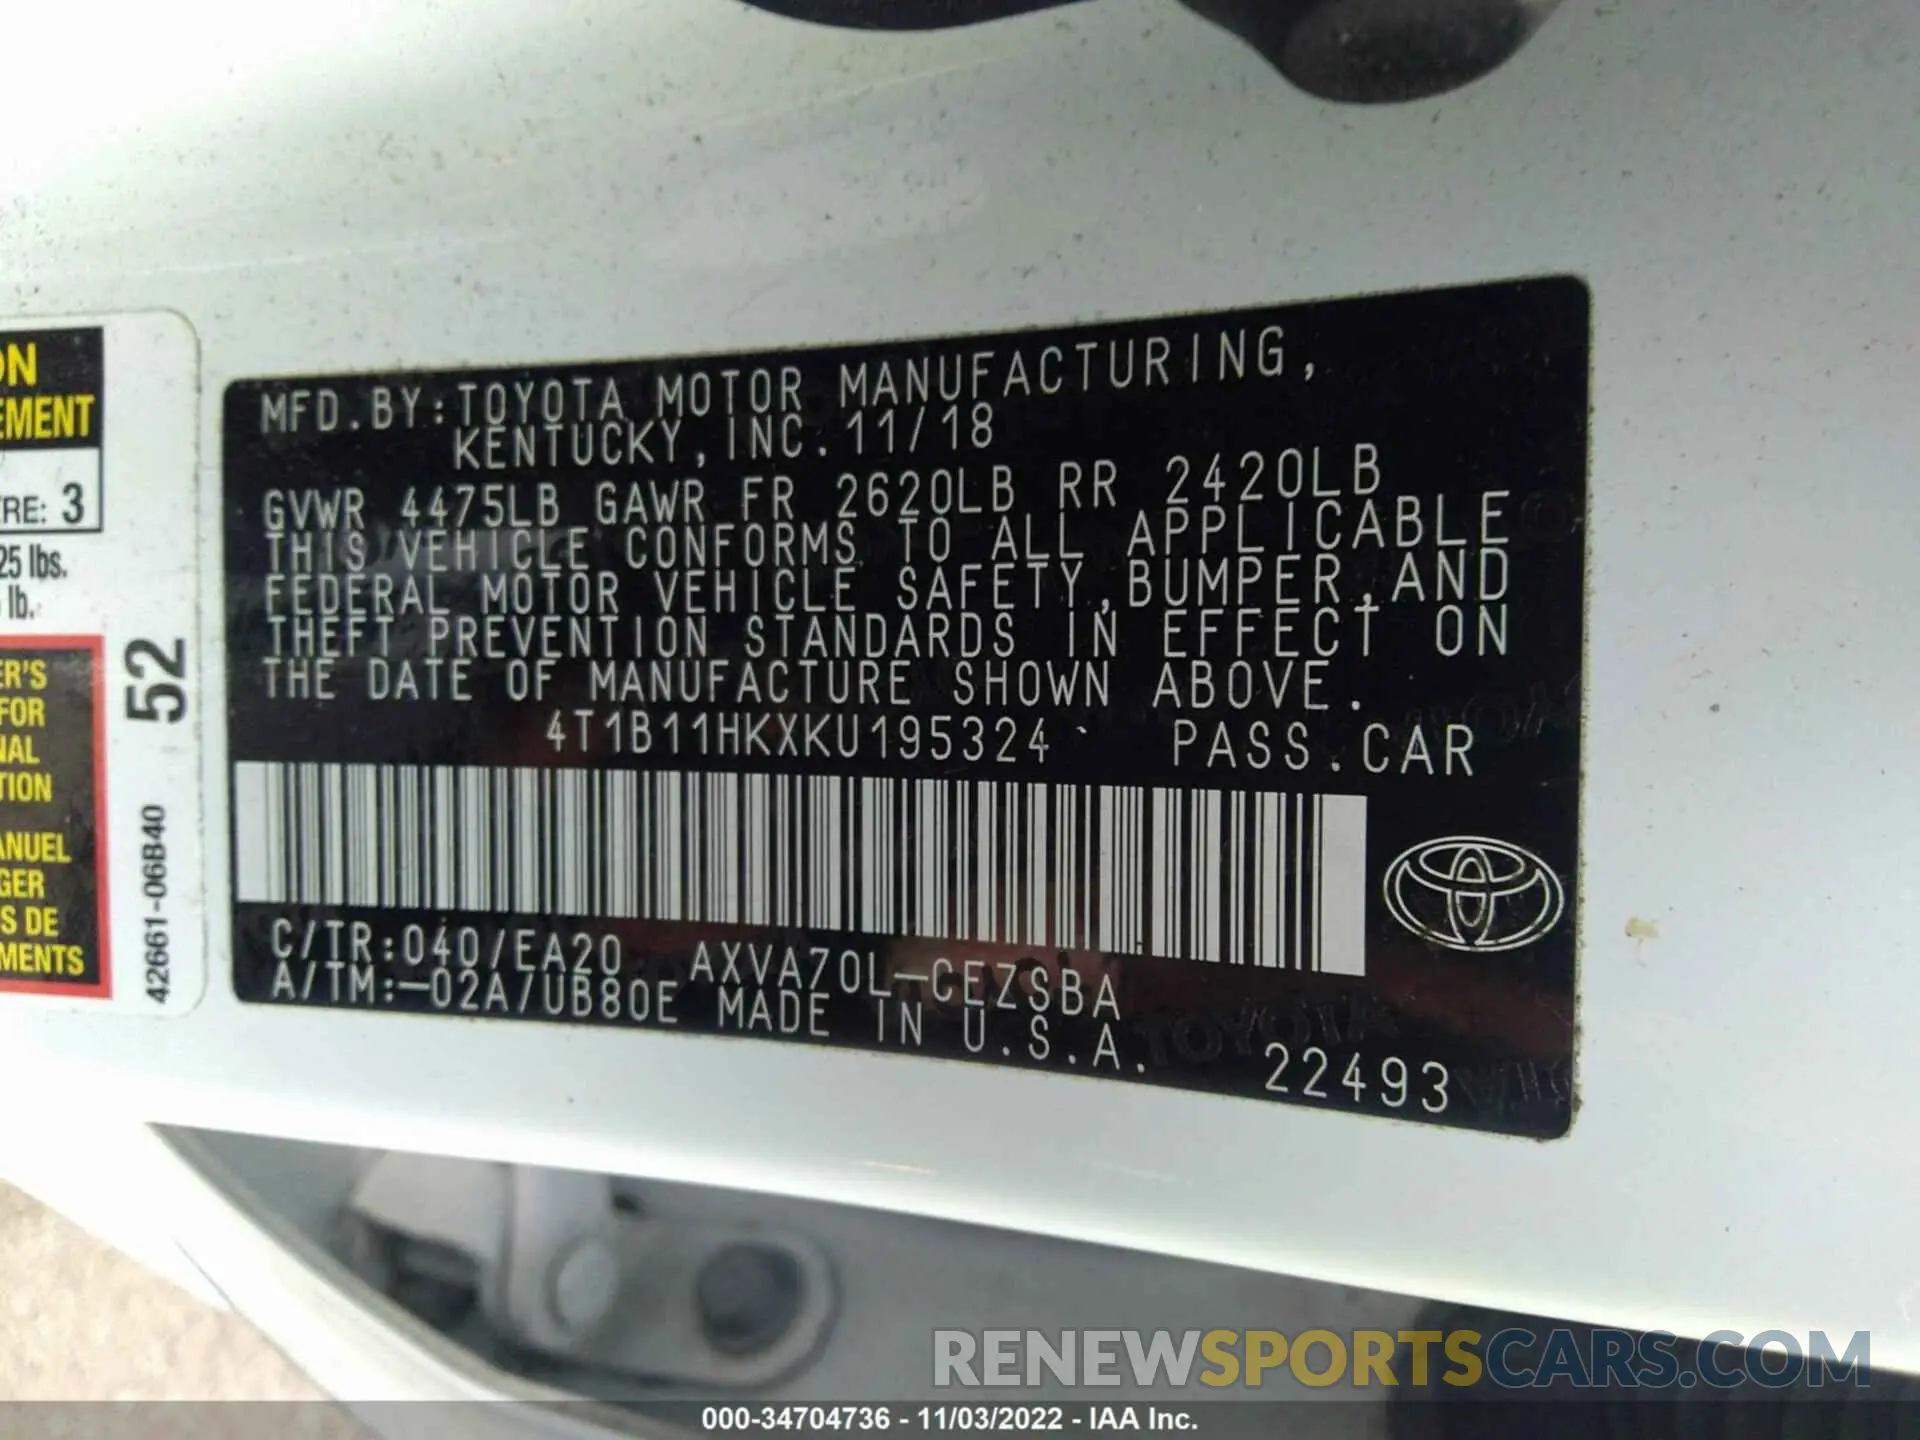 ON
EMENT
RE: 3
25 lbs.
lb.
ER'S
FOR
NAL
TION
ANUEL
GER
S DE
MENTS
52
42661-06B40
MFD.BY:TOYOTA MOTOR MANUFACTURING,
KENTUCKY,INC.11/18
GVWR 4475LB GAWR FR 2620LB RR 2420LB
THIS VEHICLE CONFORMS TO ALL APPLICABLE
FEDERAL MOTOR VEHICLE SAFETY,BUMPER,AND
THEFT PREVENTION STANDARDS IN EFFECT ON
THE DATE OF MANUFACTURE SHOWN ABOVE.
4T1B11HKXKU195324 PASS.CAR
C/TR:040/EA20 AXVA70L-CEZSBA
A/TM:-02A/UB80E MADE IN U.S.A.
TOYOTA
22493
RENEWSPORTSCARS.COM
000-34704736 - 11/03/2022 - IAA Inc.